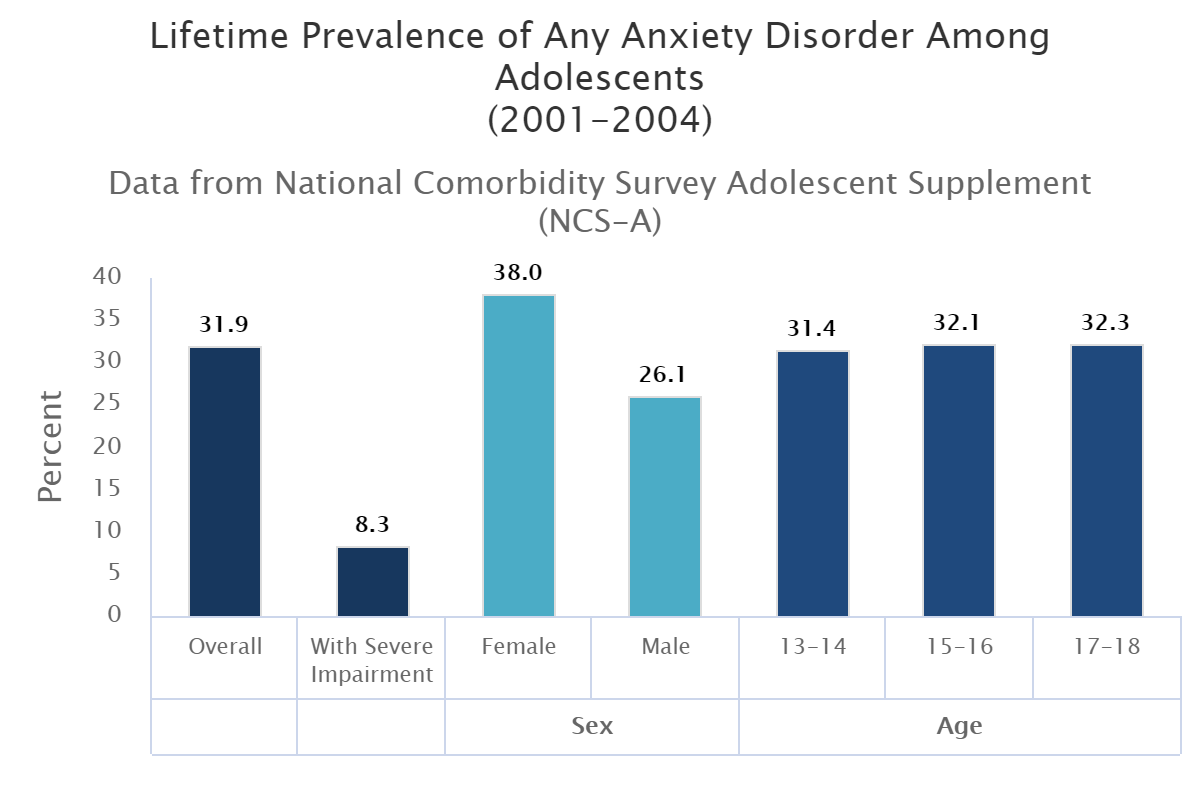 Lifetime Prevalence of Any Anxiety Disorder Among
Adolescents
(2001-2004)
Data from National Comorbidity Survey Adolescent Supplement
(NCS-A)
Percent
40
35
30
25
20
15
10
5
0
31.9
8.3
38.0
26.1
31.4
32.1
32.3
Overall
With Severe
Impairment
Female
Male
13-14
15-16
17-18
Sex
Age